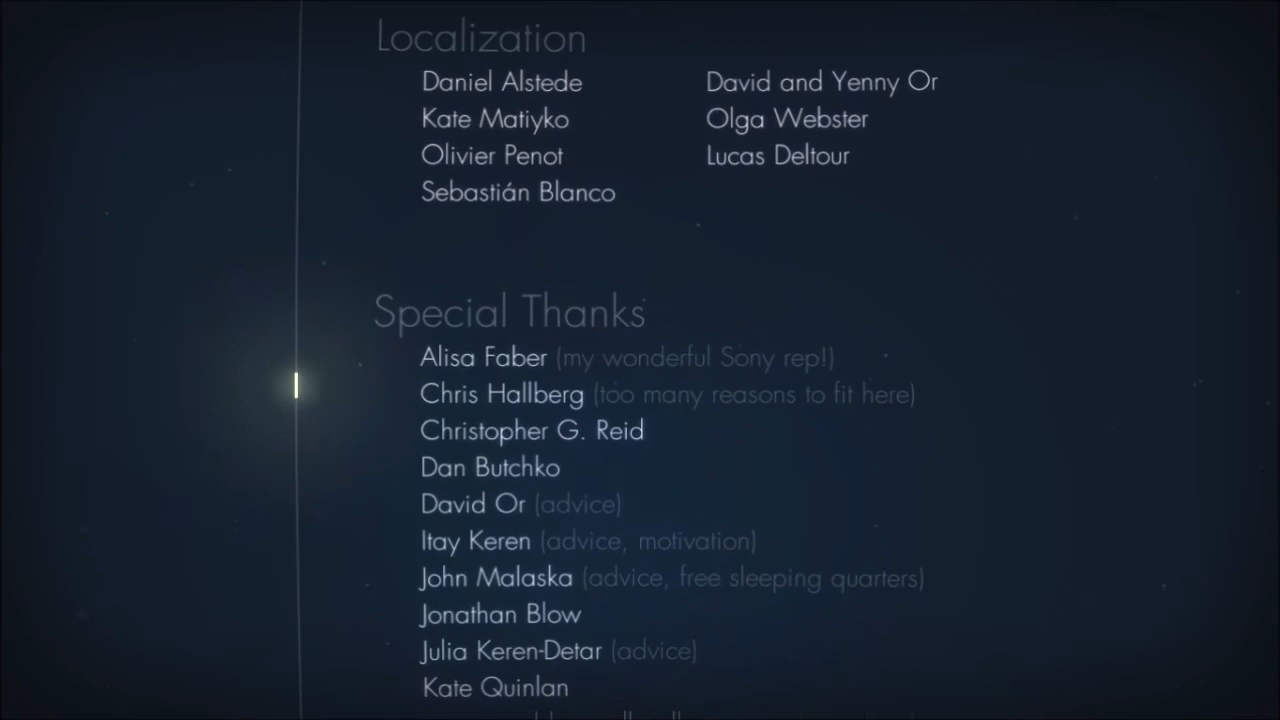 Localization
Daniel Alstede
Kate Matiyko
Olivier Penot
Sebastián Blanco
David and Yenny Or
Olga Webster
Lucas Deltour
Special Thanks
Alisa Faber (my wonderful Sony rep!)
Chris Hallberg (too many reasons to fit here)
Christopher G. Reid
Dan Butchko
David Or (advice)
Itay Keren (advice, motivation)
John Malaska (advice, free sleeping quarters)
Jonathan Blow
Julia Keren-Detar (advice)
Kate Quinlan